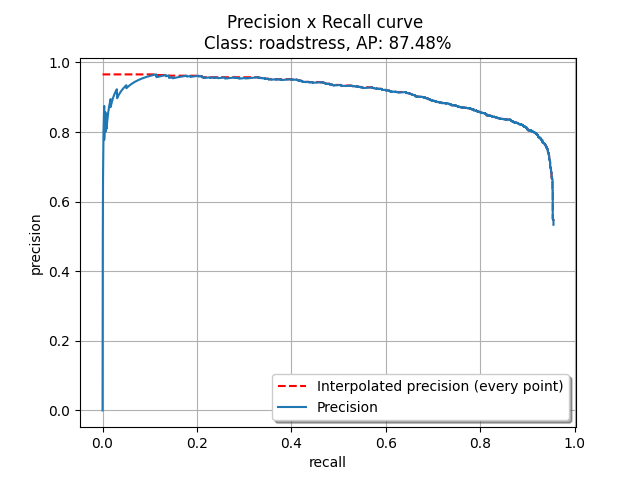 Precision x Recall curve
Class: roadstress, AP: 87.48%
1.0
0.8
0.6
0.4
0.2
0.0
precision
Interpolated precision (every point)
Precision
0.0 0.2 0.4 0.6 0.8 1.0
recall